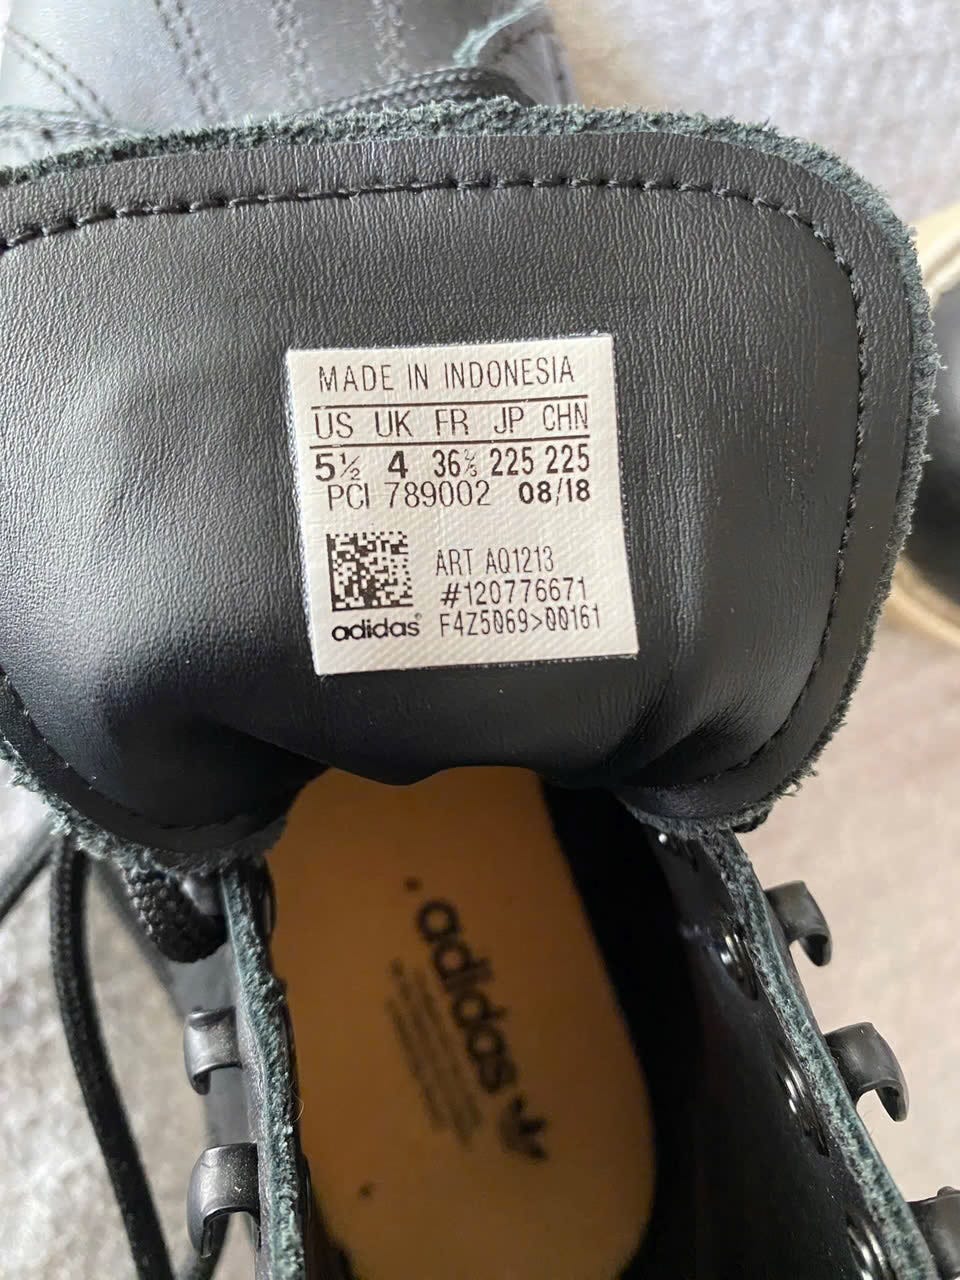 MADE IN INDONESIA
US UK FR JP CHN
5½ 4 36⅔ 225 225
PCI 789002 08/18
ART AQ1213
#120776671
adidas® F4Z5069>00161
adidas